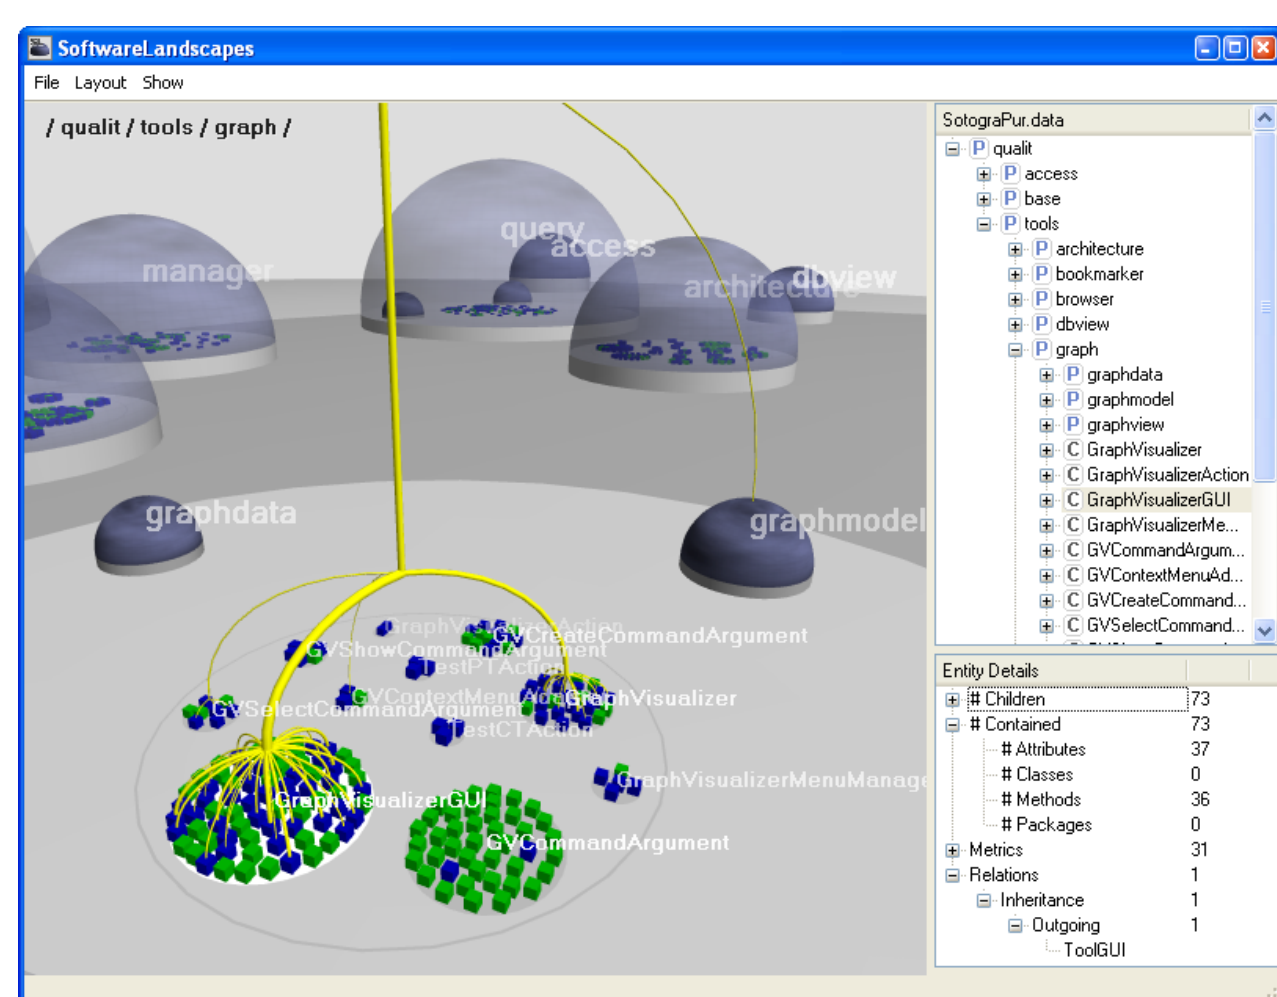 SoftwareLandscapes
File Layout Show
/ qualit / tools / graph /
query
access
manager
architecture
dbview
graphdata
graphmodel
GraphVisualizerAction
GVCreateCommandArgument
GVShowCommandArgument
TestPTAction
GVContextMenuAdapter
GraphVisualizer
GVSelectCommandArgument
TestCTAction
GraphVisualizerMenuManage
GraphVisualizerGUI
GVCommandArgument
SotograPur.data
P qualit
P access
P base
P tools
P architecture
P bookmarker
P browser
P dbview
P graph
P graphdata
P graphmodel
P graphview
C GraphVisualizer
C GraphVisualizerAction
C GraphVisualizerGUI
C GraphVisualizerMe...
C GVCommandArgum...
C GVContextMenuAd...
C GVCreateCommand...
C GVSelectCommand...
Entity Details
# Children 73
# Contained 73
# Attributes 37
# Classes 0
# Methods 36
# Packages 0
Metrics 31
Relations 1
Inheritance 1
Outgoing 1
ToolGUI